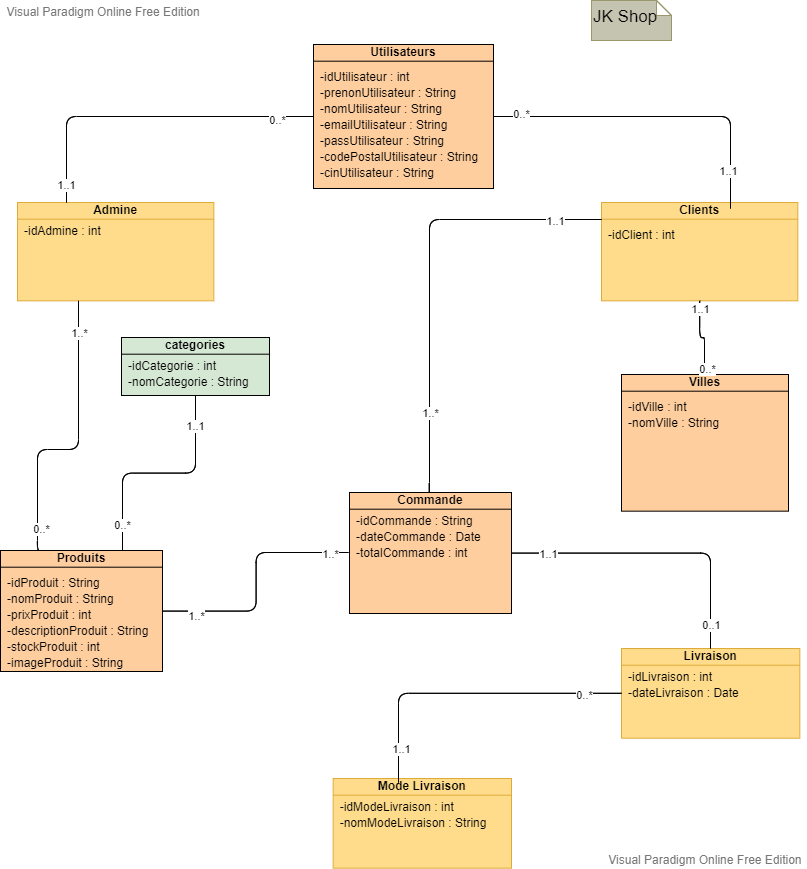 Visual Paradigm Online Free Edition
JK Shop
Utilisateurs
-idUtilisateur : int
-prenonUtilisateur : String
-nomUtilisateur : String
-emailUtilisateur : String
-passUtilisateur : String
-codePostalUtilisateur : String
-cinUtilisateur : String
0..*
0..*
1..1
1..1
Admine
-idAdmine : int
Clients
-idClient : int
1..1
1..1
1..*
categories
-idCategorie : int
-nomCategorie : String
0..*
Villes
-idVille : int
-nomVille : String
1..1
1..*
Commande
-idCommande : String
-dateCommande : Date
-totalCommande : int
0..*
0..*
1..*
1..1
Produits
-idProduit : String
-nomProduit : String
-prixProduit : int
-descriptionProduit : String
-stockProduit : int
-imageProduit : String
1..*
0..1
Livraison
-idLivraison : int
-dateLivraison : Date
0..*
1..1
Mode Livraison
-idModeLivraison : int
-nomModeLivraison : String
Visual Paradigm Online Free Edition